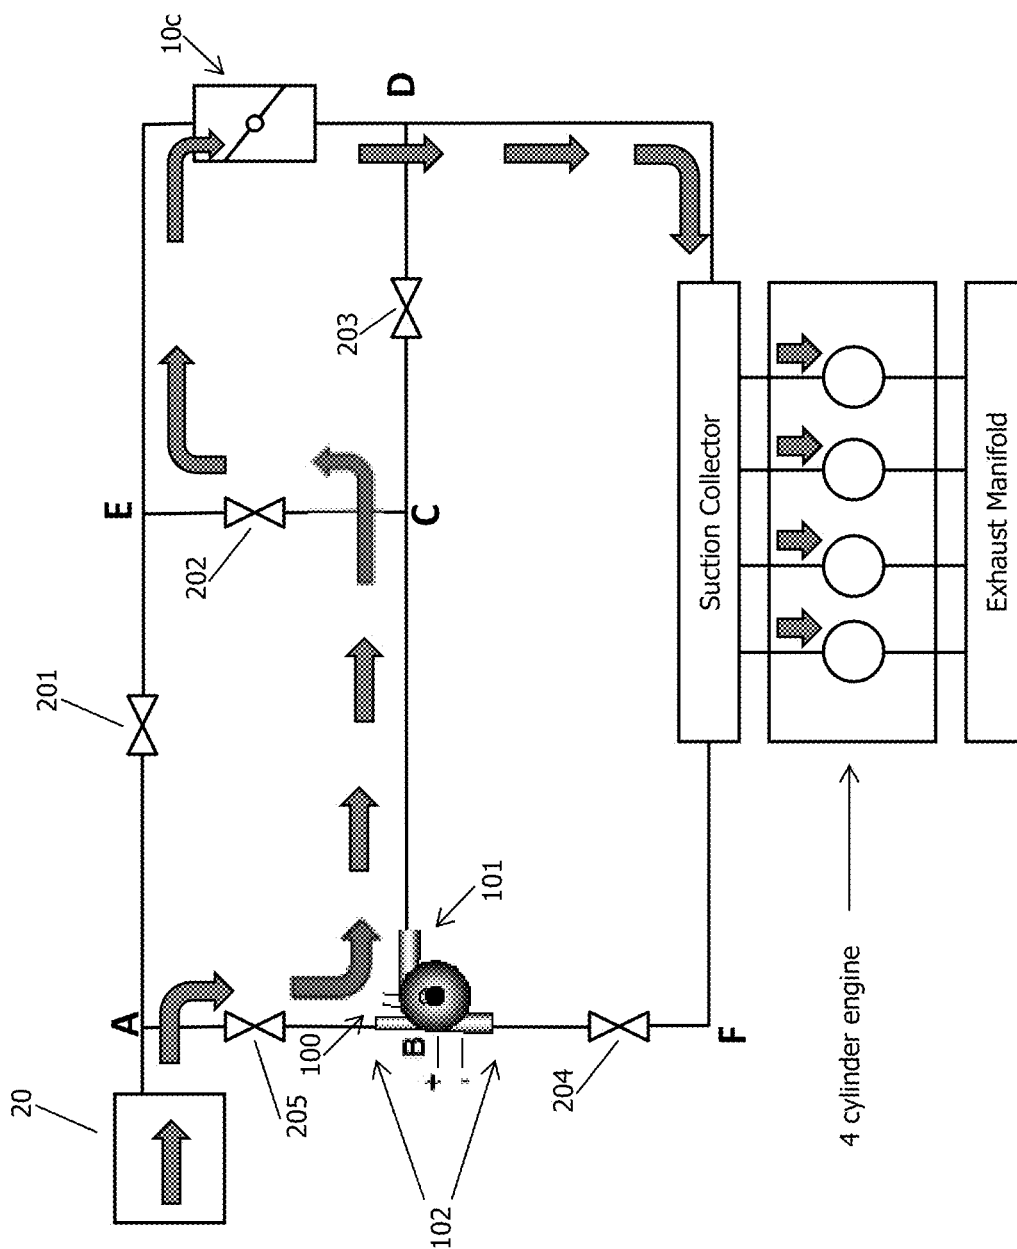 20
201
A
E
10c
202
205
100
203
D
B
C
+
-
102
101
204
Suction Collector
F
4 cylinder engine
Exhaust Manifold